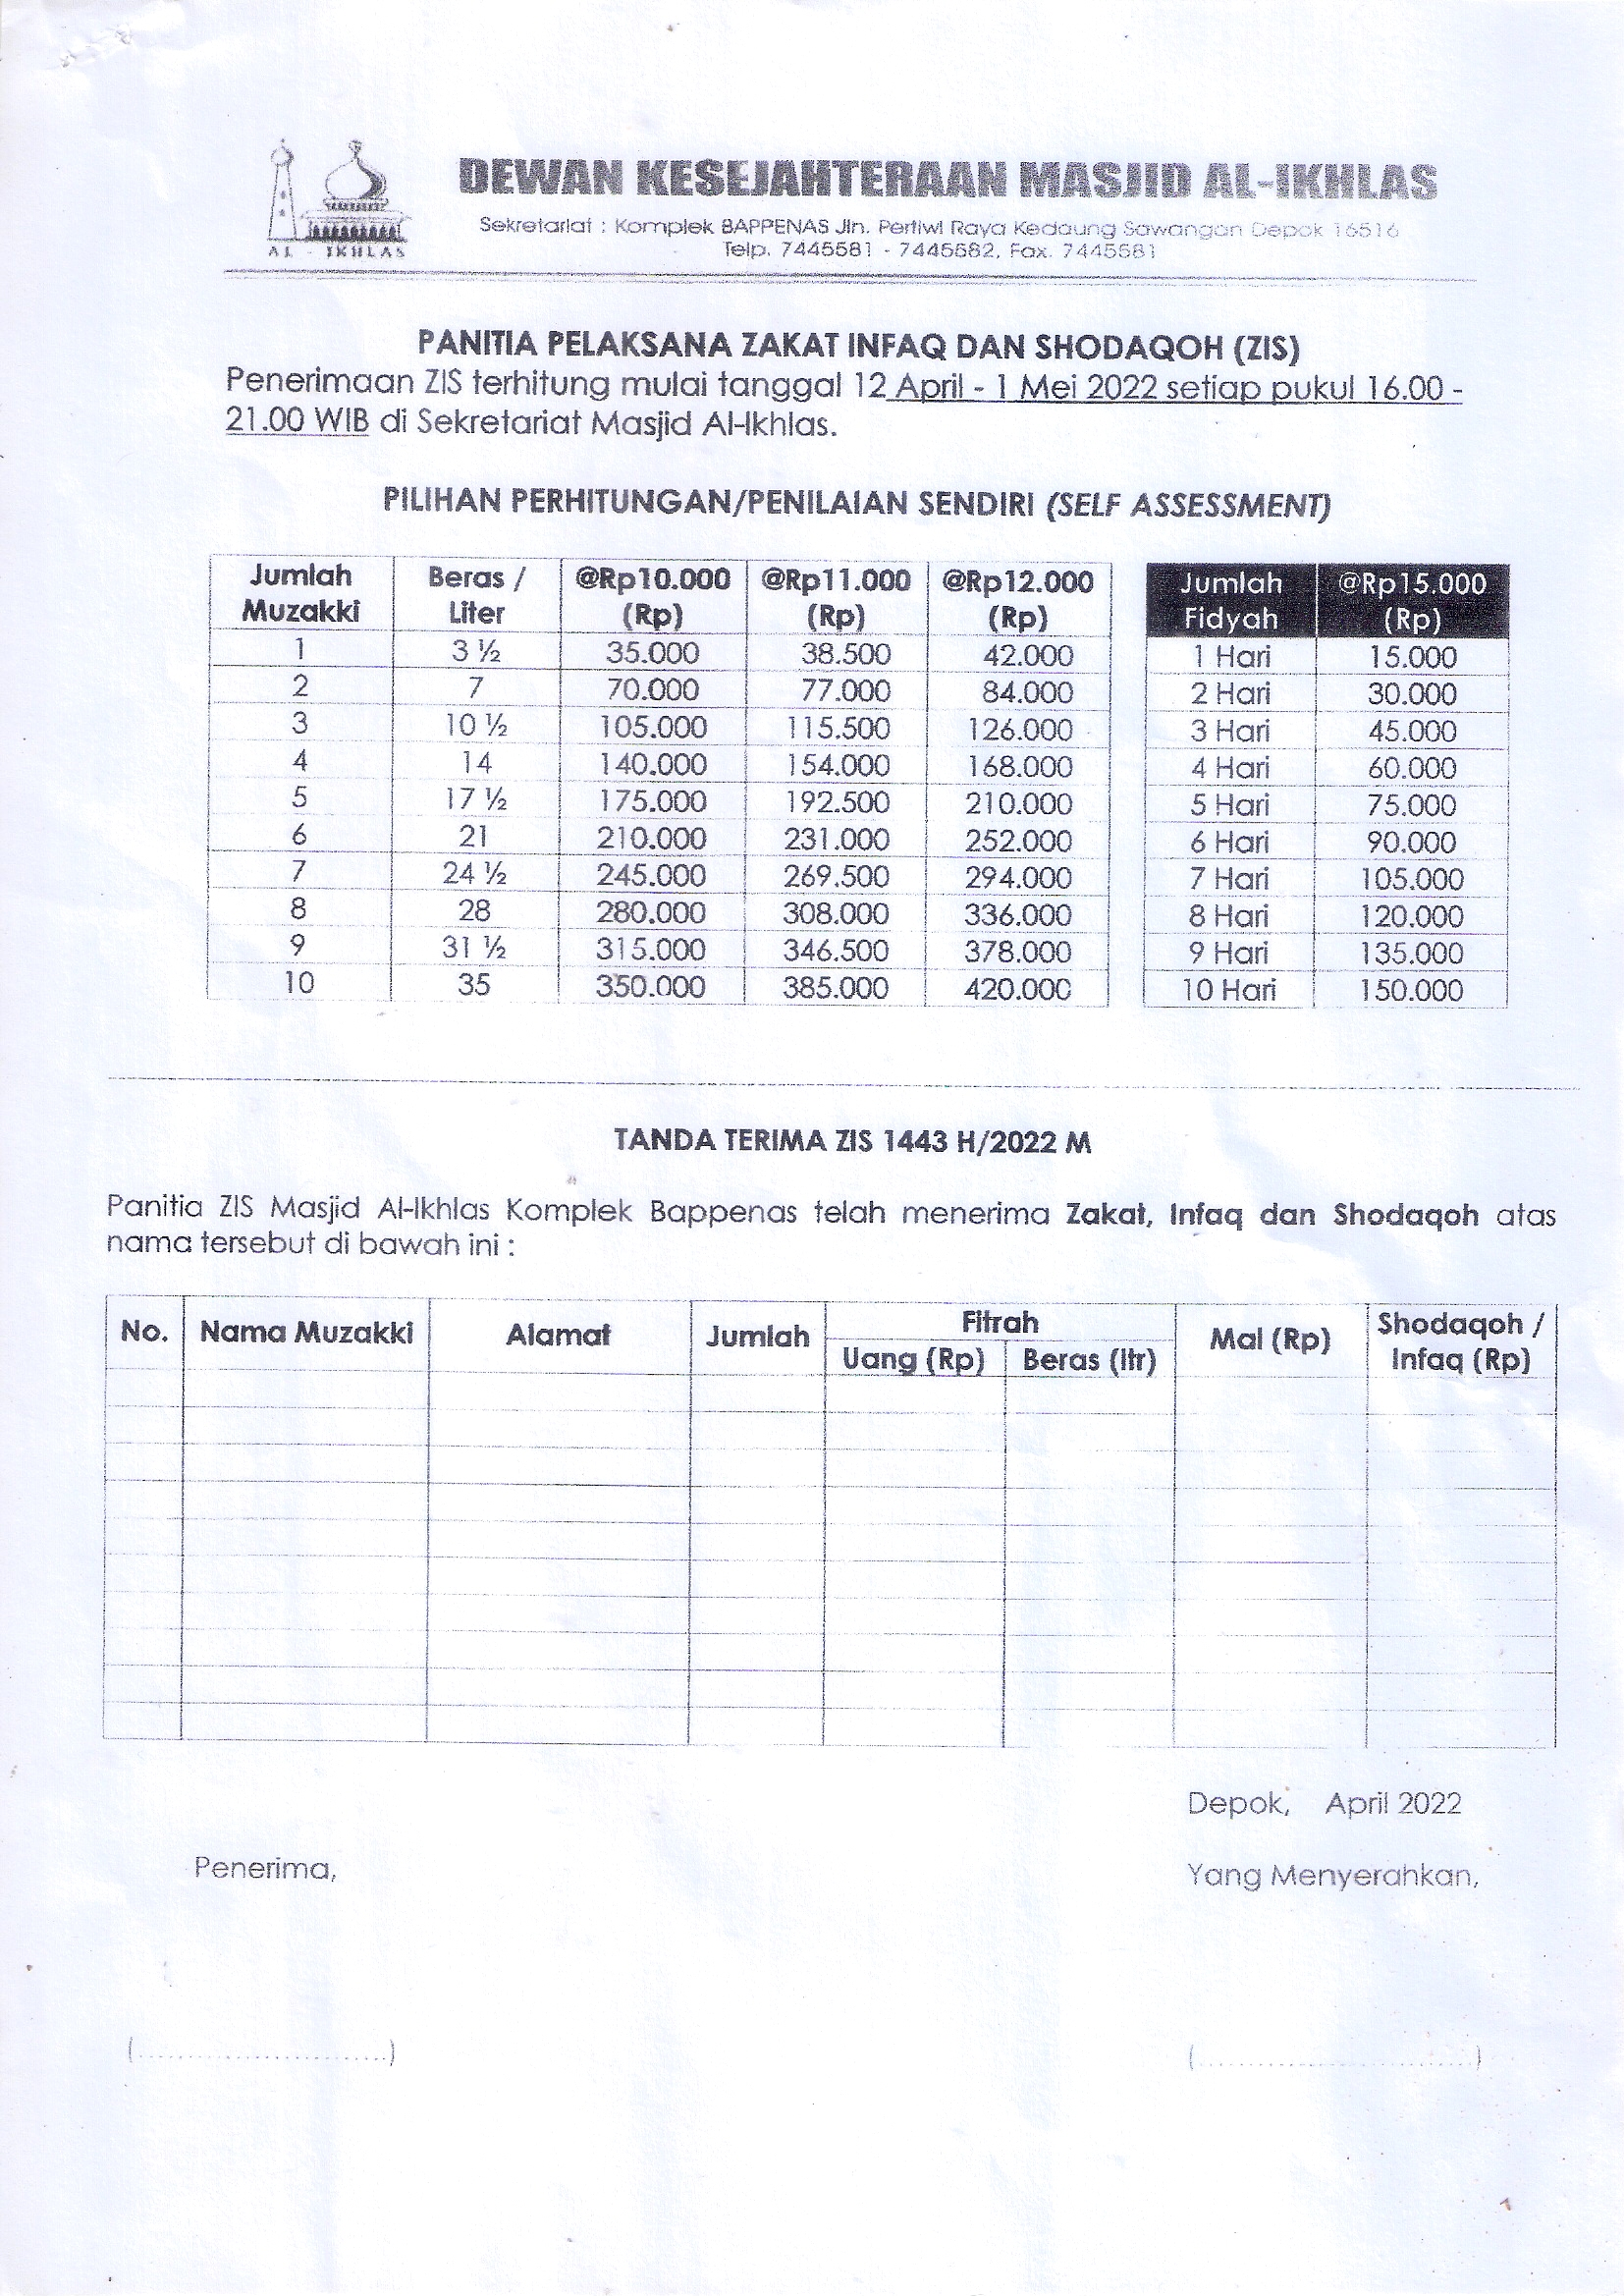 AL - IKHLAS
DEWAN KESEJAHTERAAN MASJID AL-IKHLAS
Sekretariat : Komplek BAPPENAS Jln. Pertiwi Raya Kedaung Sawangan Depok 16516
Telp. 7445581 - 7445582, Fax. 7445581
PANITIA PELAKSANA ZAKAT INFAQ DAN SHODAQOH (ZIS)
Penerimaan ZIS terhitung mulai tanggal 12 April - 1 Mei 2022 setiap pukul 16.00 -
21.00 WIB di Sekretariat Masjid Al-Ikhlas.
PILIHAN PERHITUNGAN/PENILAIAN SENDIRI (SELF ASSESSMENT)
Jumlah Muzakki Beras / Liter @Rp10.000 (Rp) @Rp11.000 (Rp) @Rp12.000 (Rp)
1 3 ½ 35.000 38.500 42.000
2 7 70.000 77.000 84.000
3 10 ½ 105.000 115.500 126.000
4 14 140.000 154.000 168.000
5 17 ½ 175.000 192.500 210.000
6 21 210.000 231.000 252.000
7 24 ½ 245.000 269.500 294.000
8 28 280.000 308.000 336.000
9 31 ½ 315.000 346.500 378.000
10 35 350.000 385.000 420.000
Jumlah Fidyah @Rp15.000 (Rp)
1 Hari 15.000
2 Hari 30.000
3 Hari 45.000
4 Hari 60.000
5 Hari 75.000
6 Hari 90.000
7 Hari 105.000
8 Hari 120.000
9 Hari 135.000
10 Hari 150.000
TANDA TERIMA ZIS 1443 H/2022 M
Panitia ZIS Masjid Al-Ikhlas Komplek Bappenas telah menerima Zakat, Infaq dan Shodaqoh atas
nama tersebut di bawah ini :
No. Nama Muzakki Alamat Jumlah Fitrah Mal (Rp) Shodaqoh / Infaq (Rp)
Uang (Rp) Beras (ltr)
Depok, April 2022
Penerima, Yang Menyerahkan,
(............................) (..............................)